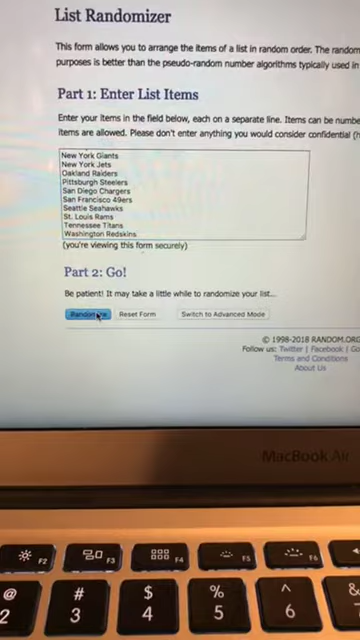 List Randomizer
This form allows you to arrange the items of a list in random order. The random
purposes is better than the pseudo-random number algorithms typically used in
Part 1: Enter List Items
Enter your items in the field below, each on a separate line. Items can be numbe
items are allowed. Please don't enter anything you would consider confidential (h
New York Giants
New York Jets
Oakland Raiders
Pittsburgh Steelers
San Diego Chargers
San Francisco 49ers
Seattle Seahawks
St. Louis Rams
Tennessee Titans
Washington Redskins
(you're viewing this form securely)
Part 2: Go!
Be patient! It may take a little while to randomize your list...
Randomize Reset Form Switch to Advanced Mode
© 1998-2018 RANDOM.ORG
Follow us: Twitter | Facebook | Go
Terms and Conditions
About Us
MacBook Air
F2 F3 F4 F5 F6
@ # $ % ^ &
2 3 4 5 6